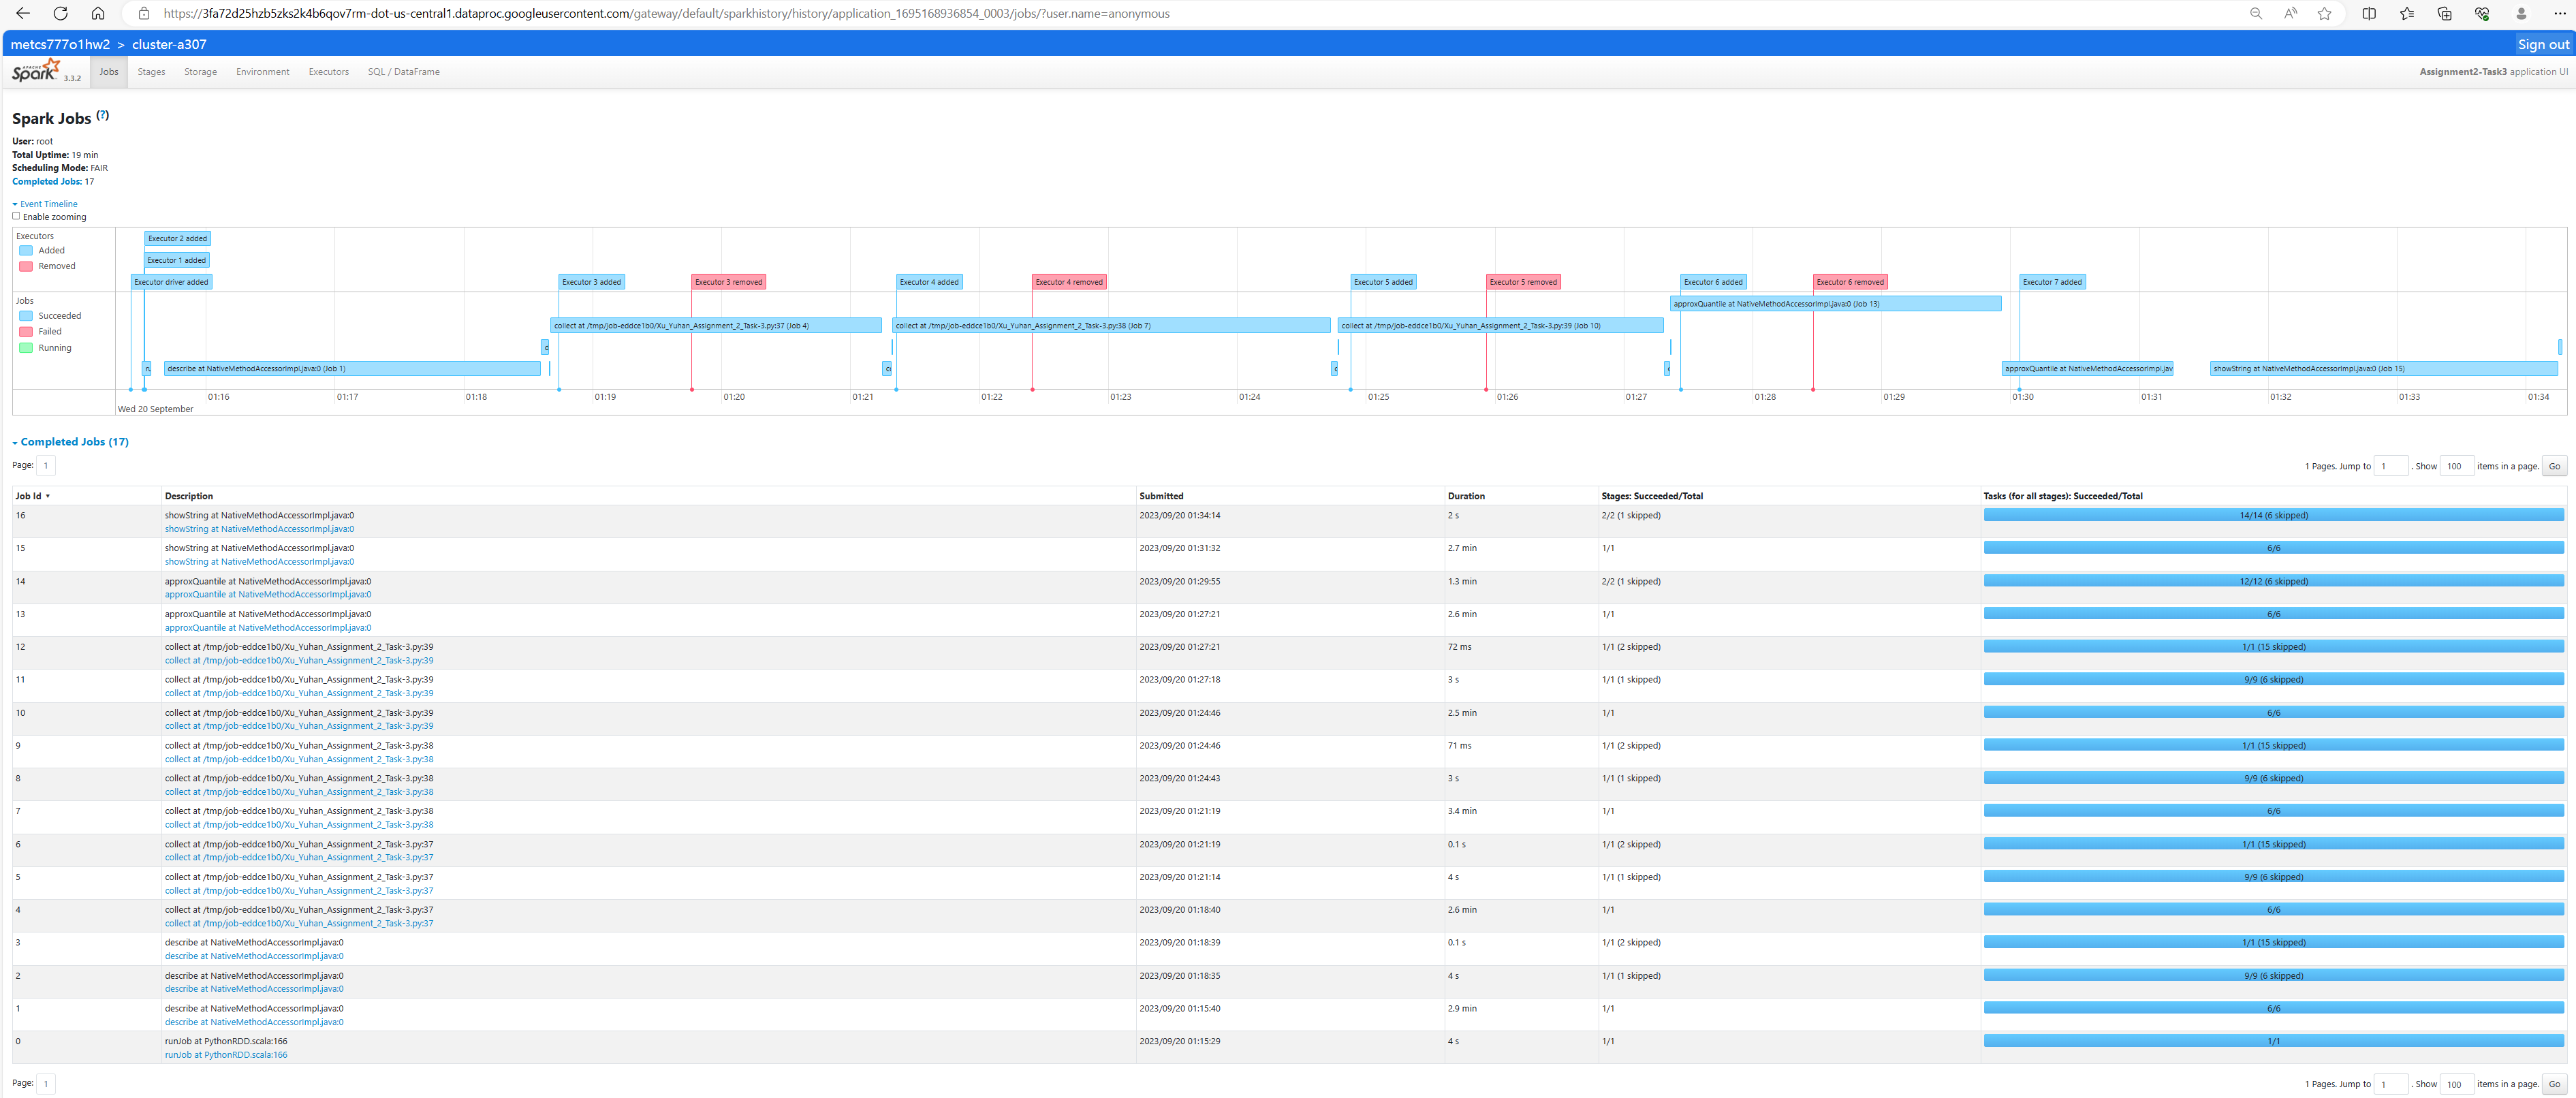 https://3fa72d25hzb5zks2k4b6qov7rm-dot-us-central1.dataproc.googleusercontent.com/gateway/default/sparkhistory/history/application_1695168936854_0003/jobs/?user.name=anonymous
metcs777o1hw2 > cluster-a307 Sign out
APACHE Spark 3.3.2 Jobs Stages Storage Environment Executors SQL / DataFrame Assignment2-Task3 application UI
Spark Jobs (?)
User: root
Total Uptime: 19 min
Scheduling Mode: FAIR
Completed Jobs: 17
Event Timeline
Enable zooming
Executors
Added
Removed
Executor 2 added
Executor 1 added
Executor driver added Executor 3 added Executor 3 removed Executor 4 added Executor 4 removed Executor 5 added Executor 5 removed Executor 6 added Executor 6 removed Executor 7 added
Jobs
Succeeded
Failed
Running
approxQuantile at NativeMethodAccessorImpl.java:0 (Job 13)
collect at /tmp/job-eddce1b0/Xu_Yuhan_Assignment_2_Task-3.py:37 (Job 4) collect at /tmp/job-eddce1b0/Xu_Yuhan_Assignment_2_Task-3.py:38 (Job 7) collect at /tmp/job-eddce1b0/Xu_Yuhan_Assignment_2_Task-3.py:39 (Job 10)
describe at NativeMethodAccessorImpl.java:0 (Job 1) approxQuantile at NativeMethodAccessorImpl.jav showString at NativeMethodAccessorImpl.java:0 (Job 15)
01:16 01:17 01:18 01:19 01:20 01:21 01:22 01:23 01:24 01:25 01:26 01:27 01:28 01:29 01:30 01:31 01:32 01:33 01:34
Wed 20 September
Completed Jobs (17)
Page: 1 1 Pages. Jump to 1 . Show 100 items in a page. Go
Job Id Description Submitted Duration Stages: Succeeded/Total Tasks (for all stages): Succeeded/Total
16 showString at NativeMethodAccessorImpl.java:0 2023/09/20 01:34:14 2 s 2/2 (1 skipped) 14/14 (6 skipped)
showString at NativeMethodAccessorImpl.java:0
15 showString at NativeMethodAccessorImpl.java:0 2023/09/20 01:31:32 2.7 min 1/1 6/6
showString at NativeMethodAccessorImpl.java:0
14 approxQuantile at NativeMethodAccessorImpl.java:0 2023/09/20 01:29:55 1.3 min 2/2 (1 skipped) 12/12 (6 skipped)
approxQuantile at NativeMethodAccessorImpl.java:0
13 approxQuantile at NativeMethodAccessorImpl.java:0 2023/09/20 01:27:21 2.6 min 1/1 6/6
approxQuantile at NativeMethodAccessorImpl.java:0
12 collect at /tmp/job-eddce1b0/Xu_Yuhan_Assignment_2_Task-3.py:39 2023/09/20 01:27:21 72 ms 1/1 (2 skipped) 1/1 (15 skipped)
collect at /tmp/job-eddce1b0/Xu_Yuhan_Assignment_2_Task-3.py:39
11 collect at /tmp/job-eddce1b0/Xu_Yuhan_Assignment_2_Task-3.py:39 2023/09/20 01:27:18 3 s 1/1 (1 skipped) 9/9 (6 skipped)
collect at /tmp/job-eddce1b0/Xu_Yuhan_Assignment_2_Task-3.py:39
10 collect at /tmp/job-eddce1b0/Xu_Yuhan_Assignment_2_Task-3.py:39 2023/09/20 01:24:46 2.5 min 1/1 6/6
collect at /tmp/job-eddce1b0/Xu_Yuhan_Assignment_2_Task-3.py:39
9 collect at /tmp/job-eddce1b0/Xu_Yuhan_Assignment_2_Task-3.py:38 2023/09/20 01:24:46 71 ms 1/1 (2 skipped) 1/1 (15 skipped)
collect at /tmp/job-eddce1b0/Xu_Yuhan_Assignment_2_Task-3.py:38
8 collect at /tmp/job-eddce1b0/Xu_Yuhan_Assignment_2_Task-3.py:38 2023/09/20 01:24:43 3 s 1/1 (1 skipped) 9/9 (6 skipped)
collect at /tmp/job-eddce1b0/Xu_Yuhan_Assignment_2_Task-3.py:38
7 collect at /tmp/job-eddce1b0/Xu_Yuhan_Assignment_2_Task-3.py:38 2023/09/20 01:21:19 3.4 min 1/1 6/6
collect at /tmp/job-eddce1b0/Xu_Yuhan_Assignment_2_Task-3.py:38
6 collect at /tmp/job-eddce1b0/Xu_Yuhan_Assignment_2_Task-3.py:37 2023/09/20 01:21:19 0.1 s 1/1 (2 skipped) 1/1 (15 skipped)
collect at /tmp/job-eddce1b0/Xu_Yuhan_Assignment_2_Task-3.py:37
5 collect at /tmp/job-eddce1b0/Xu_Yuhan_Assignment_2_Task-3.py:37 2023/09/20 01:21:14 4 s 1/1 (1 skipped) 9/9 (6 skipped)
collect at /tmp/job-eddce1b0/Xu_Yuhan_Assignment_2_Task-3.py:37
4 collect at /tmp/job-eddce1b0/Xu_Yuhan_Assignment_2_Task-3.py:37 2023/09/20 01:18:40 2.6 min 1/1 6/6
collect at /tmp/job-eddce1b0/Xu_Yuhan_Assignment_2_Task-3.py:37
3 describe at NativeMethodAccessorImpl.java:0 2023/09/20 01:18:39 0.1 s 1/1 (2 skipped) 1/1 (15 skipped)
describe at NativeMethodAccessorImpl.java:0
2 describe at NativeMethodAccessorImpl.java:0 2023/09/20 01:18:35 4 s 1/1 (1 skipped) 9/9 (6 skipped)
describe at NativeMethodAccessorImpl.java:0
1 describe at NativeMethodAccessorImpl.java:0 2023/09/20 01:15:40 2.9 min 1/1 6/6
describe at NativeMethodAccessorImpl.java:0
0 runJob at PythonRDD.scala:166 2023/09/20 01:15:29 4 s 1/1 1/1
runJob at PythonRDD.scala:166
Page: 1 1 Pages. Jump to 1 . Show 100 items in a page. Go